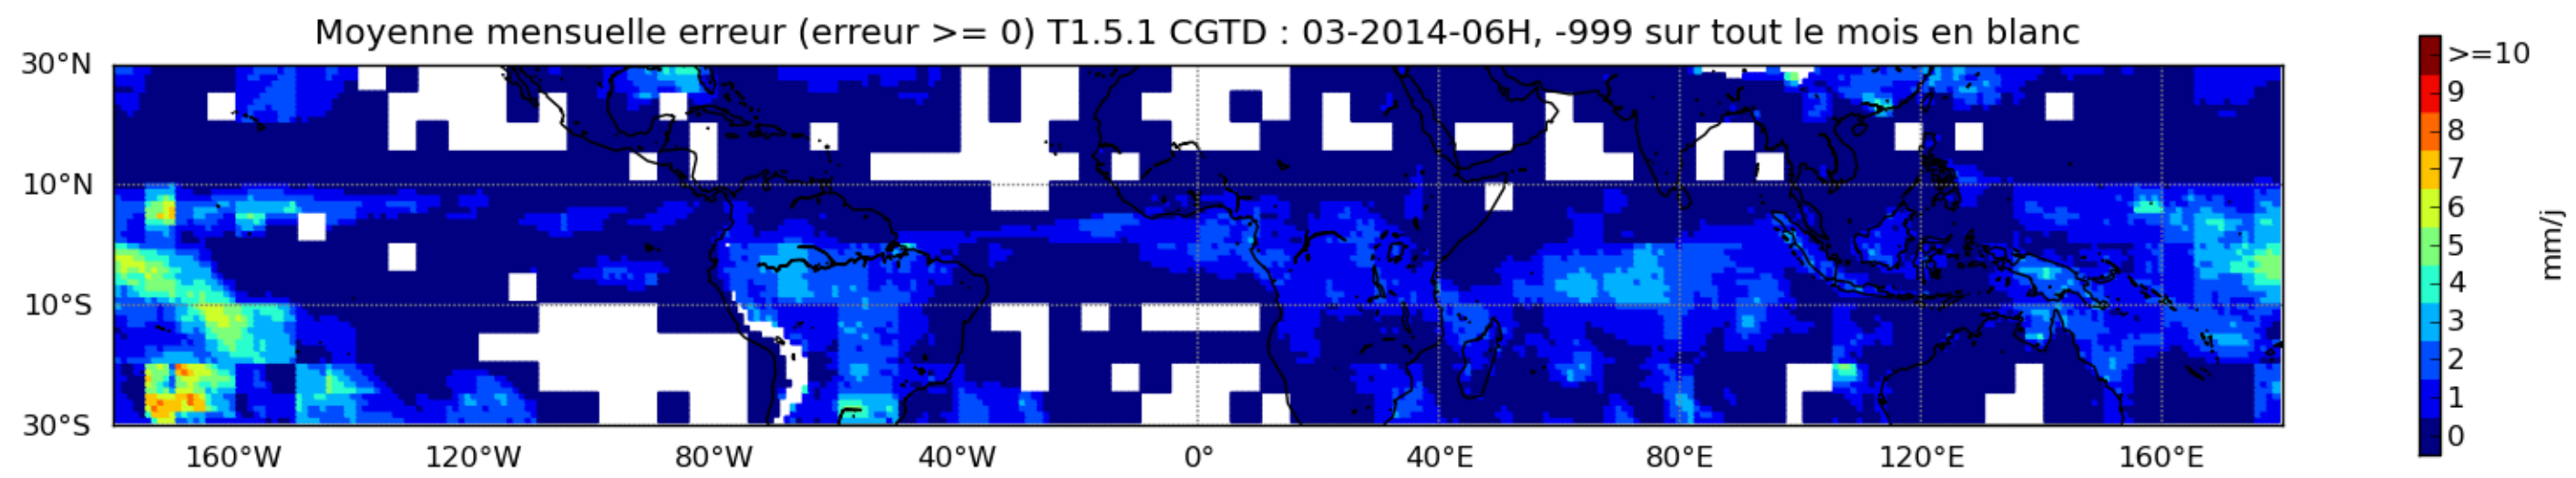 Moyenne mensuelle erreur (erreur >= 0) T1.5.1 CGTD : 03-2014-06H, -999 sur tout le mois en blanc
30°N
10°N
10°S
30°S
160°W 120°W 80°W 40°W 0° 40°E 80°E 120°E 160°E
>=10
9
8
7
6
5
4
3
2
1
0
mm/j